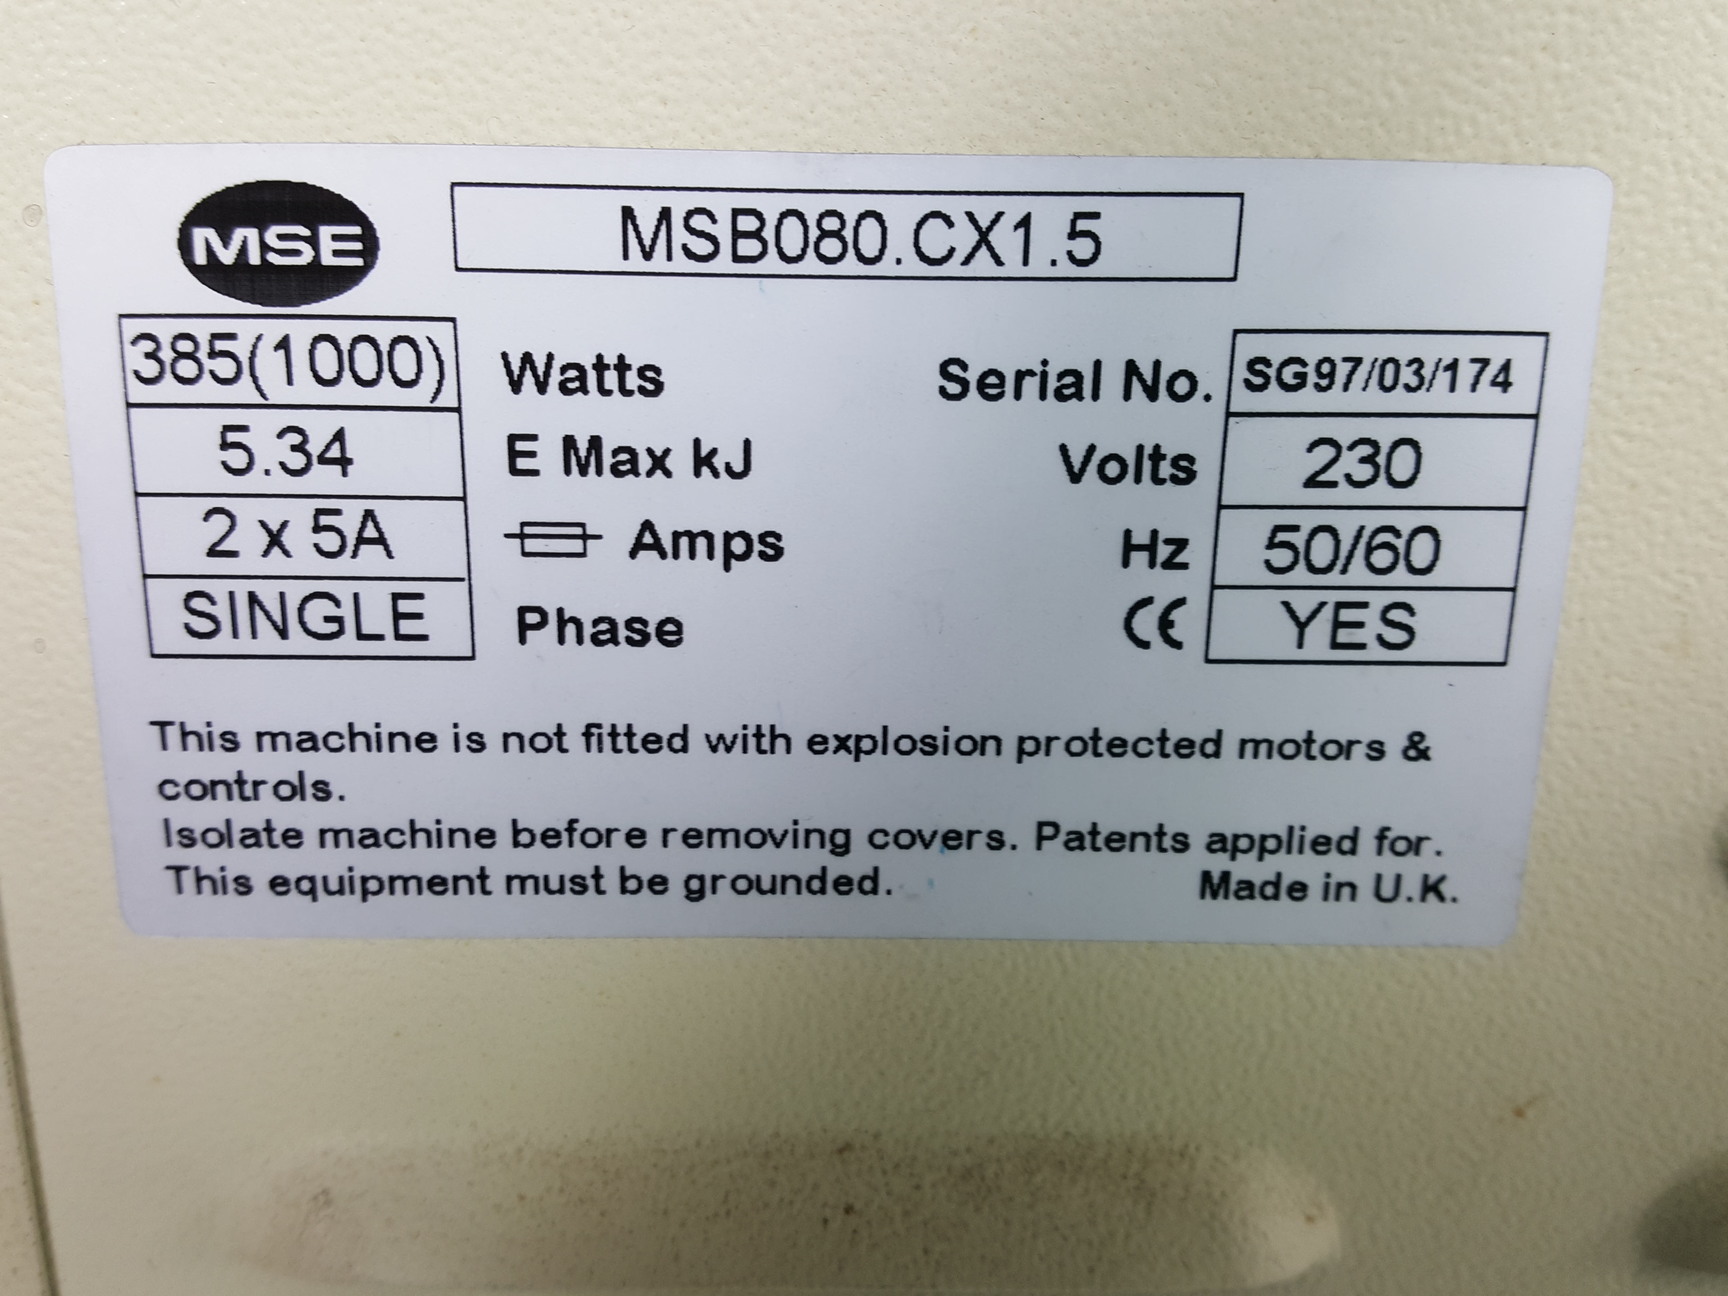 MSE
MSB080.CX1.5
385(1000) Watts Serial No. SG97/03/174
5.34 E Max kJ Volts 230
2 x 5A Amps Hz 50/60
SINGLE Phase CE YES
This machine is not fitted with explosion protected motors &
controls.
Isolate machine before removing covers. Patents applied for.
This equipment must be grounded. Made in U.K.